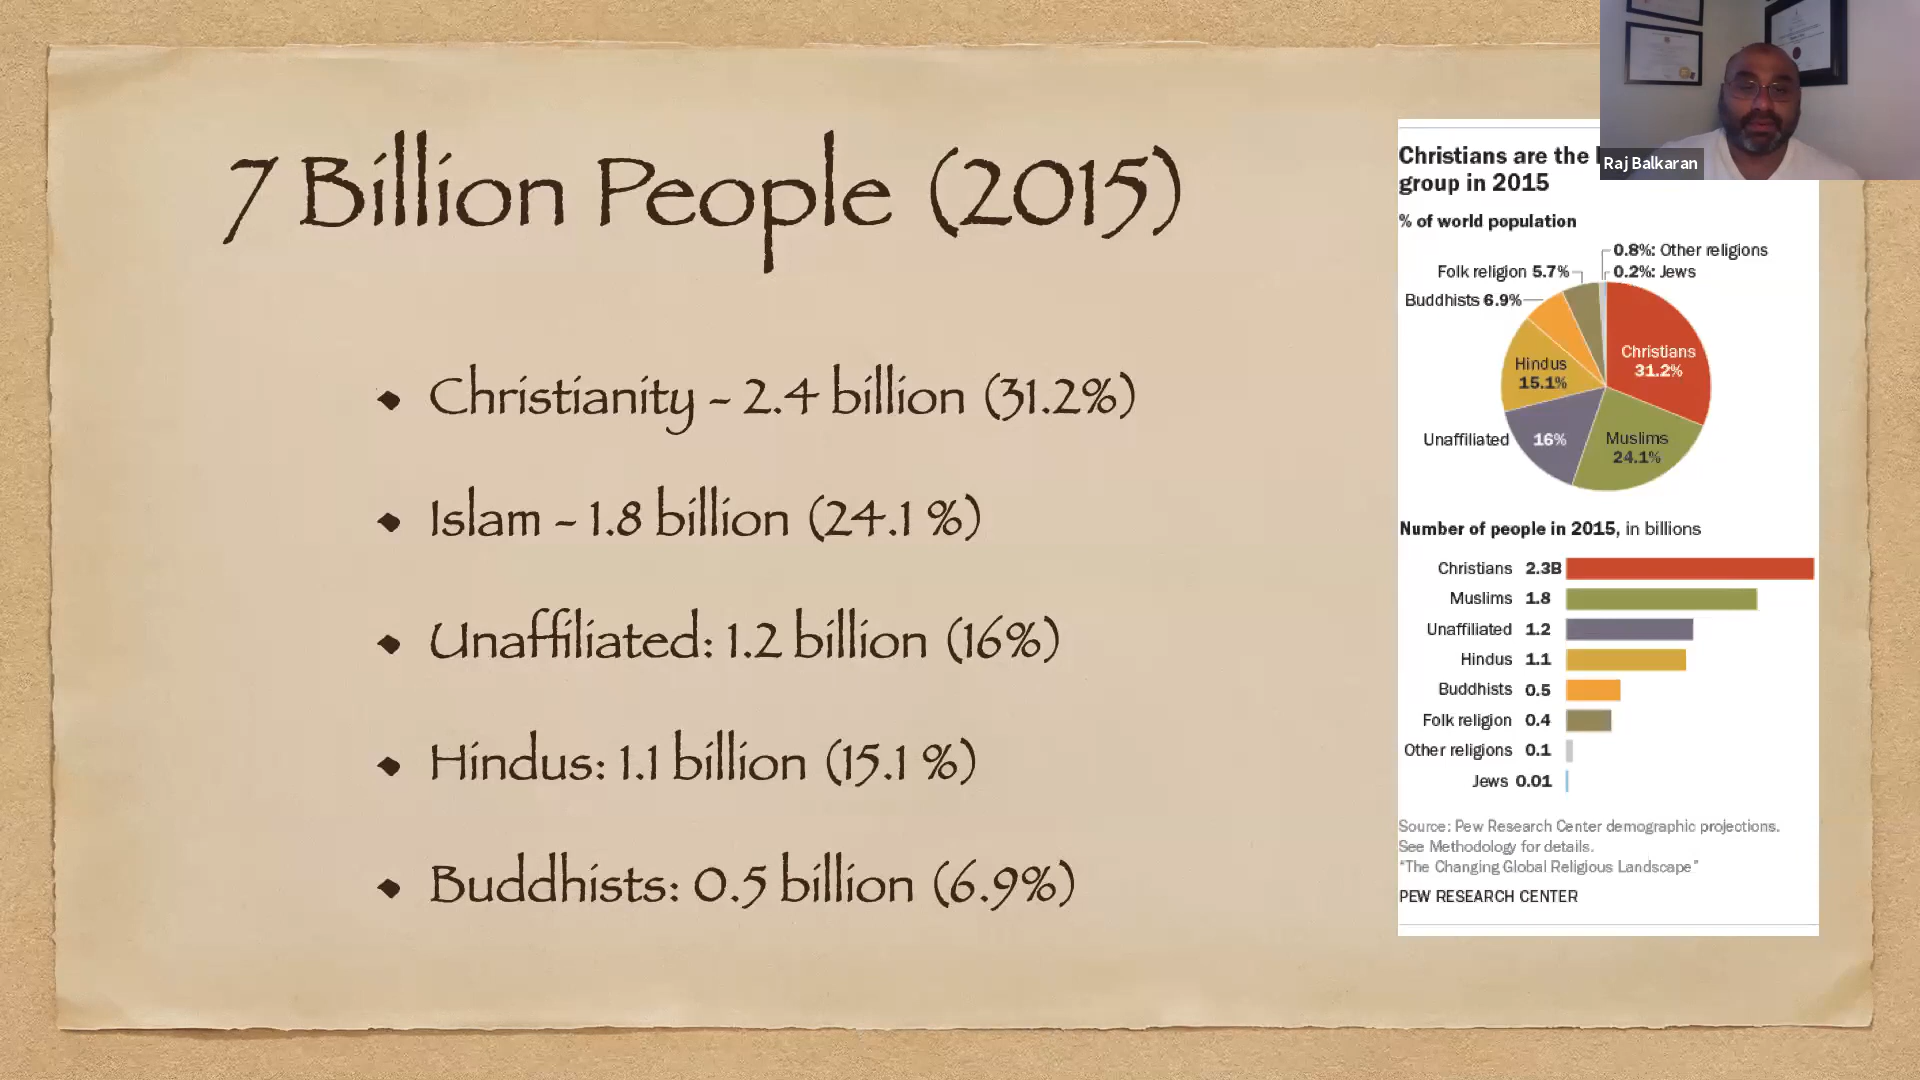 7 Billion People (2015)
• Christianity - 2.4 billion (31.2%)
• Islam - 1.8 billion (24.1 %)
• Unaffiliated: 1.2 billion (16%)
• Hindus: 1.1 billion (15.1 %)
• Buddhists: 0.5 billion (6.9%)
Raj Balkaran
Christians are the
group in 2015
% of world population
0.8%: Other religions
Folk religion 5.7%
0.2%: Jews
Buddhists 6.9%
Christians
31.2%
Hindus
15.1%
Unaffiliated 16%
Muslims
24.1%
Number of people in 2015, in billions
Christians 2.3B
Muslims 1.8
Unaffiliated 1.2
Hindus 1.1
Buddhists 0.5
Folk religion 0.4
Other religions 0.1
Jews 0.01
Source: Pew Research Center demographic projections.
See Methodology for details.
“The Changing Global Religious Landscape”
PEW RESEARCH CENTER